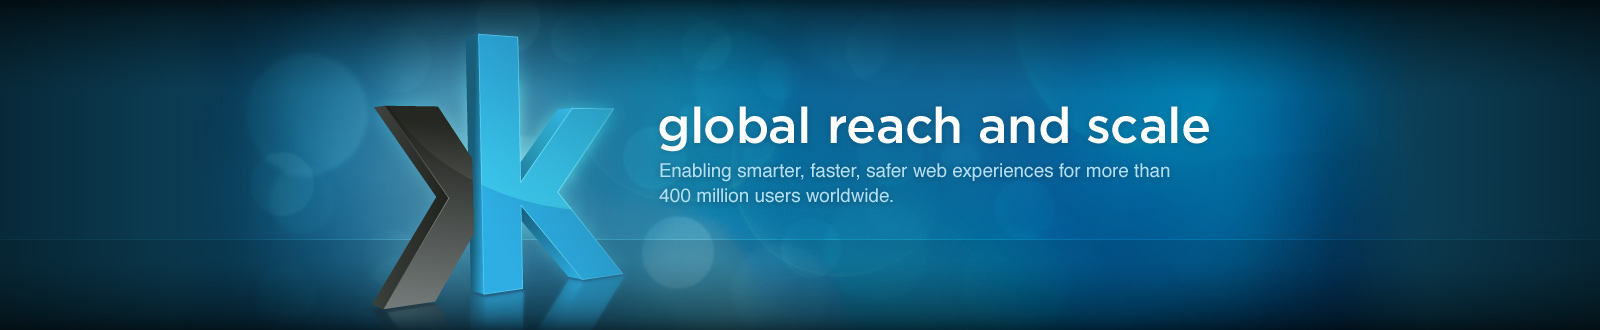 global reach and scale
Enabling smarter, faster, safer web experiences for more than
400 million users worldwide.